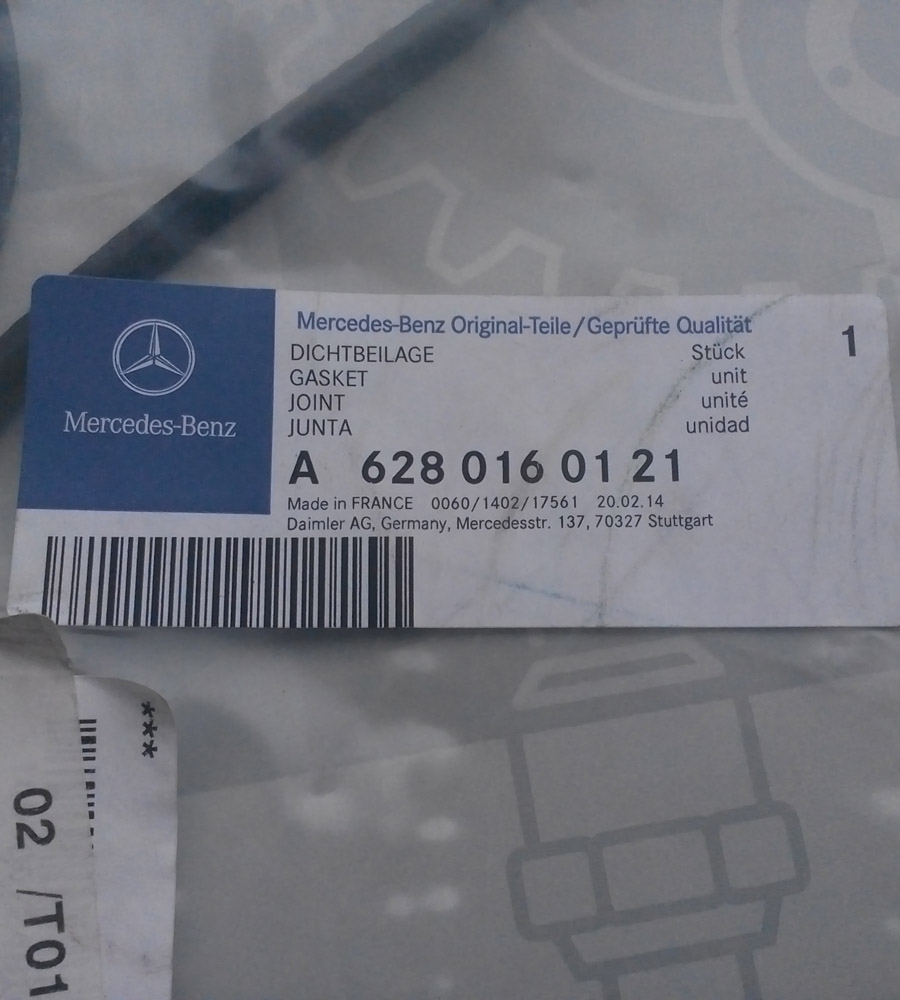 Mercedes-Benz
Mercedes-Benz Original-Teile/Geprüfte Qualität
1
DICHTBEILAGE Stück
GASKET unit
JOINT unité
JUNTA unidad
A 628 016 01 21
Made in FRANCE 0060/1402/17561 20.02.14
Daimler AG, Germany, Mercedesstr. 137, 70327 Stuttgart
***
02 /T01